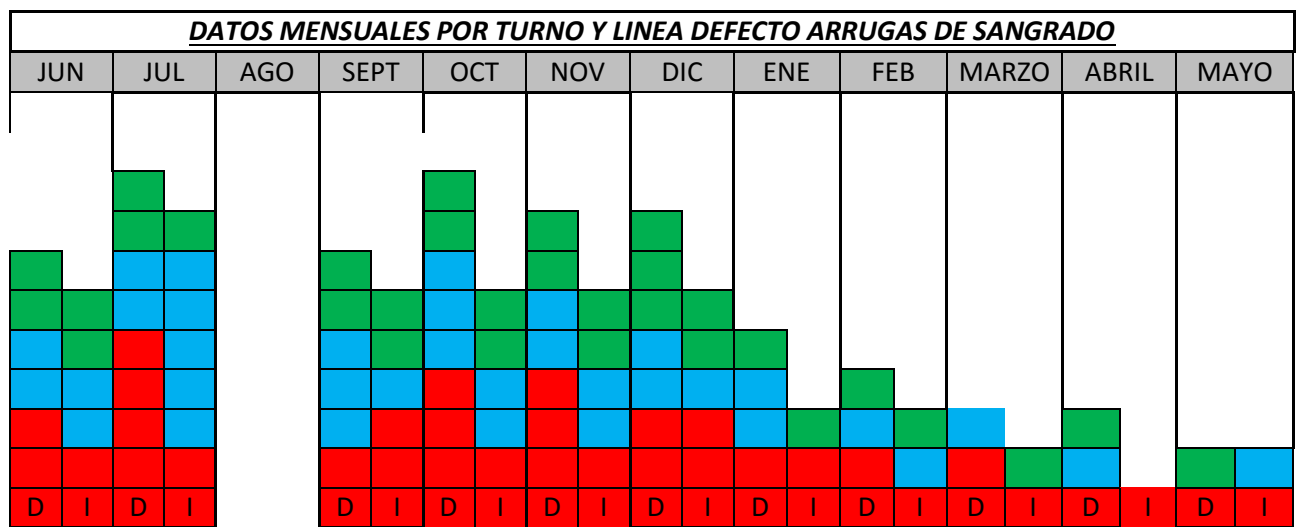 DATOS MENSUALES POR TURNO Y LINEA DEFECTO ARRUGAS DE SANGRADO
JUN JUL AGO SEPT OCT NOV DIC ENE FEB MARZO ABRIL MAYO
D I D I D I D I D I D I D I D I D I D I D I